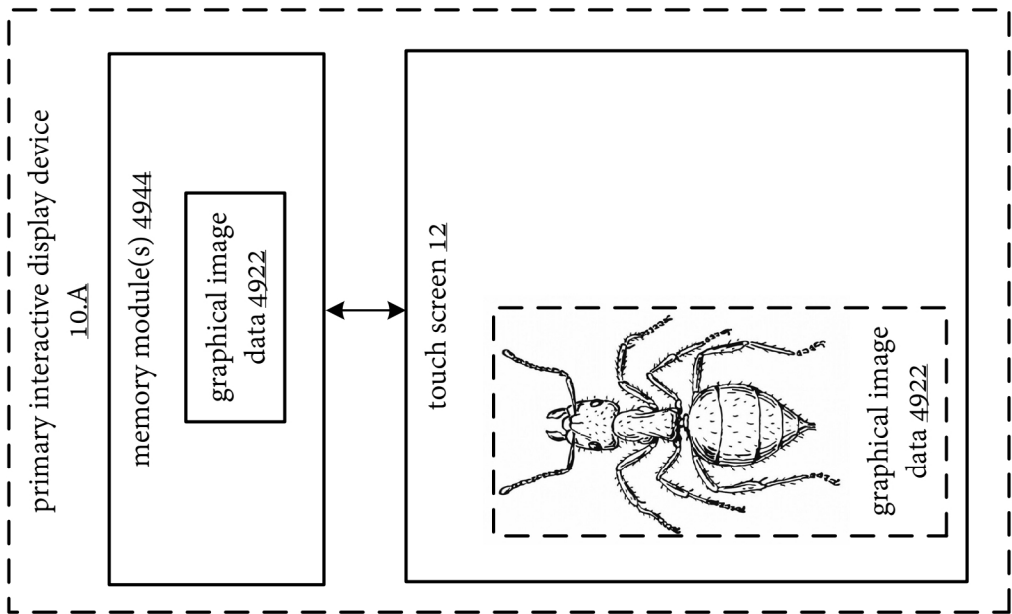 primary interactive display device
10.A
memory module(s) 4944
graphical image
data 4922
touch screen 12
graphical image
data 4922